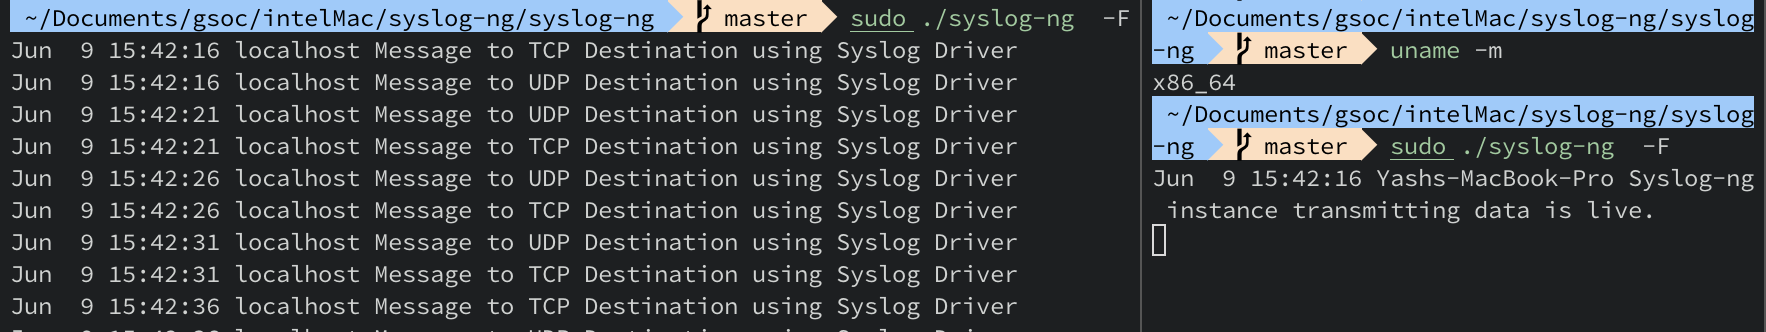 ~/Documents/gsoc/intelMac/syslog-ng/syslog-ng master sudo ./syslog-ng -F
Jun  9 15:42:16 localhost Message to TCP Destination using Syslog Driver
Jun  9 15:42:16 localhost Message to UDP Destination using Syslog Driver
Jun  9 15:42:21 localhost Message to UDP Destination using Syslog Driver
Jun  9 15:42:21 localhost Message to TCP Destination using Syslog Driver
Jun  9 15:42:26 localhost Message to UDP Destination using Syslog Driver
Jun  9 15:42:26 localhost Message to TCP Destination using Syslog Driver
Jun  9 15:42:31 localhost Message to UDP Destination using Syslog Driver
Jun  9 15:42:31 localhost Message to TCP Destination using Syslog Driver
Jun  9 15:42:36 localhost Message to TCP Destination using Syslog Driver
~/Documents/gsoc/intelMac/syslog-ng/syslog
-ng master uname -m
x86_64
~/Documents/gsoc/intelMac/syslog-ng/syslog
-ng master sudo ./syslog-ng -F
Jun  9 15:42:16 Yashs-MacBook-Pro Syslog-ng
instance transmitting data is live.